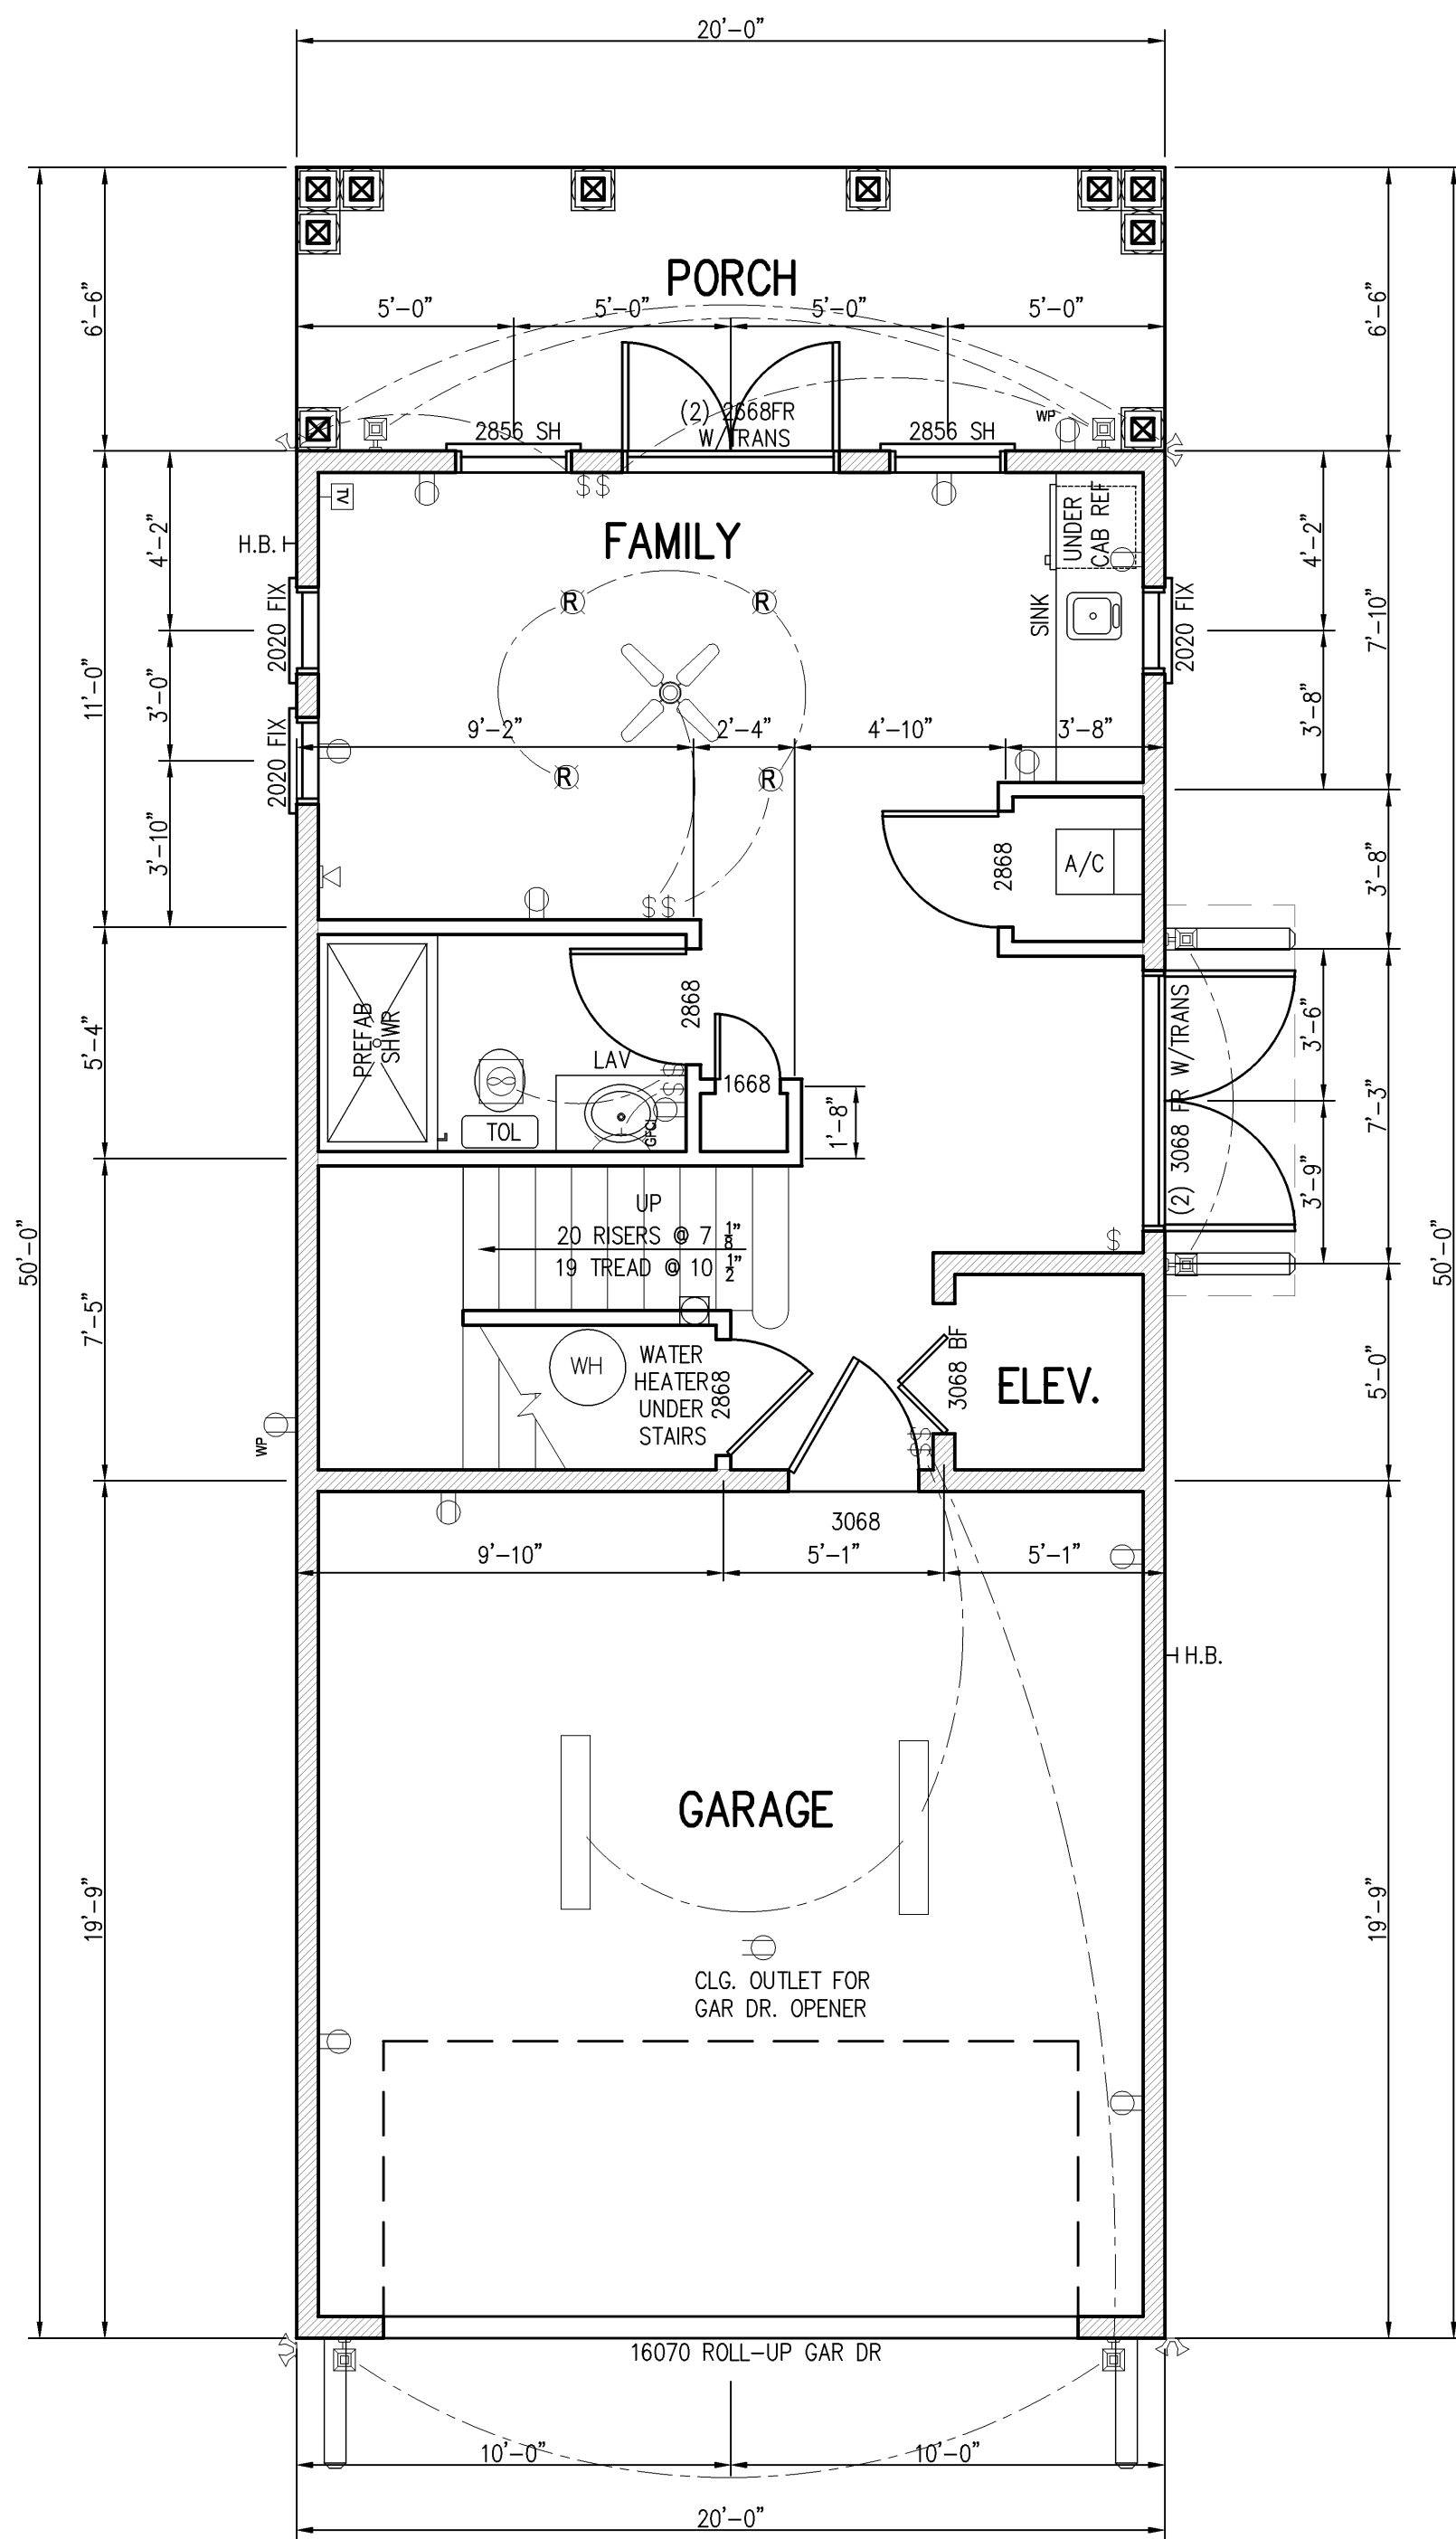 20'-0"
PORCH
5'-0" 5'-0" 5'-0" 5'-0"
6'-6"
6'-6"
(2) 2668FR
W TRANS
2856 SH
2856 SH
WP
$$
TV
H.B.
FAMILY
UNDER
CAB REF
SINK
4'-2"
4'-2"
2020 FIX
2020 FIX
2020 FIX
R R
R R
11'-0"
3'-0"
7'-10"
3'-8"
9'-2" 2'-4" 4'-10" 3'-8"
3'-10"
2868
A/C
3'-8"
$$
PREFAB
SHWR
2868
LAV
TOL
GFCI
$$
1668
1'-8"
5'-4"
(2) 3068 FR W/TRANS
3'-6"
7'-3"
3'-9"
50'-0"
50'-0"
UP
20 RISERS @ 7 1/8"
19 TREAD @ 10 1/2"
$
7'-5"
WH
WATER
HEATER
UNDER
STAIRS
2868
3068 BF
ELEV.
5'-0"
WP
$$
3068
9'-10" 5'-1" 5'-1"
H.B.
GARAGE
19'-9"
19'-9"
CLG. OUTLET FOR
GAR DR. OPENER
16070 ROLL-UP GAR DR
10'-0" 10'-0"
20'-0"